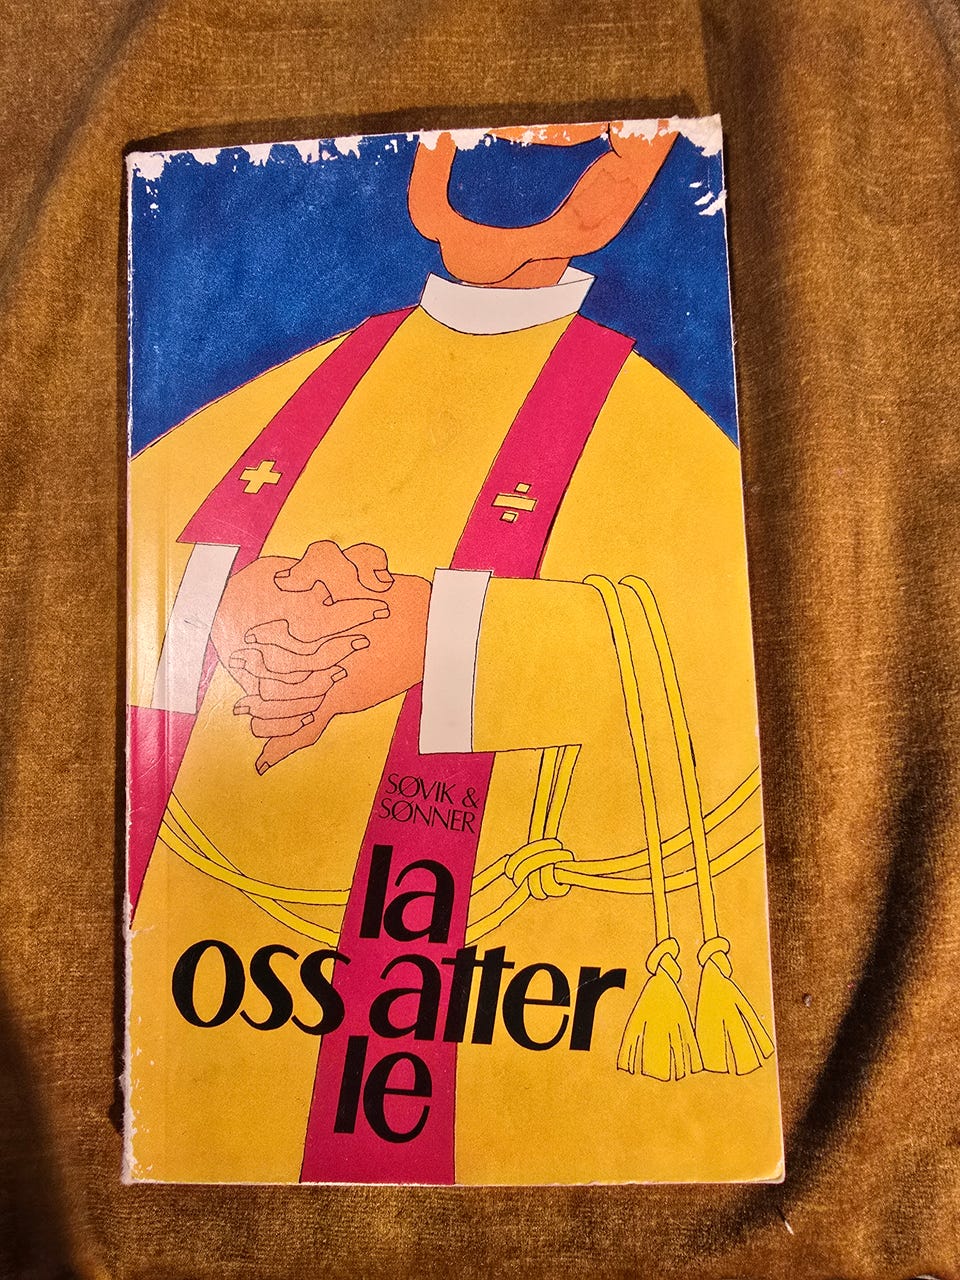 SØVIK &
SØNNER
la
oss atter
le